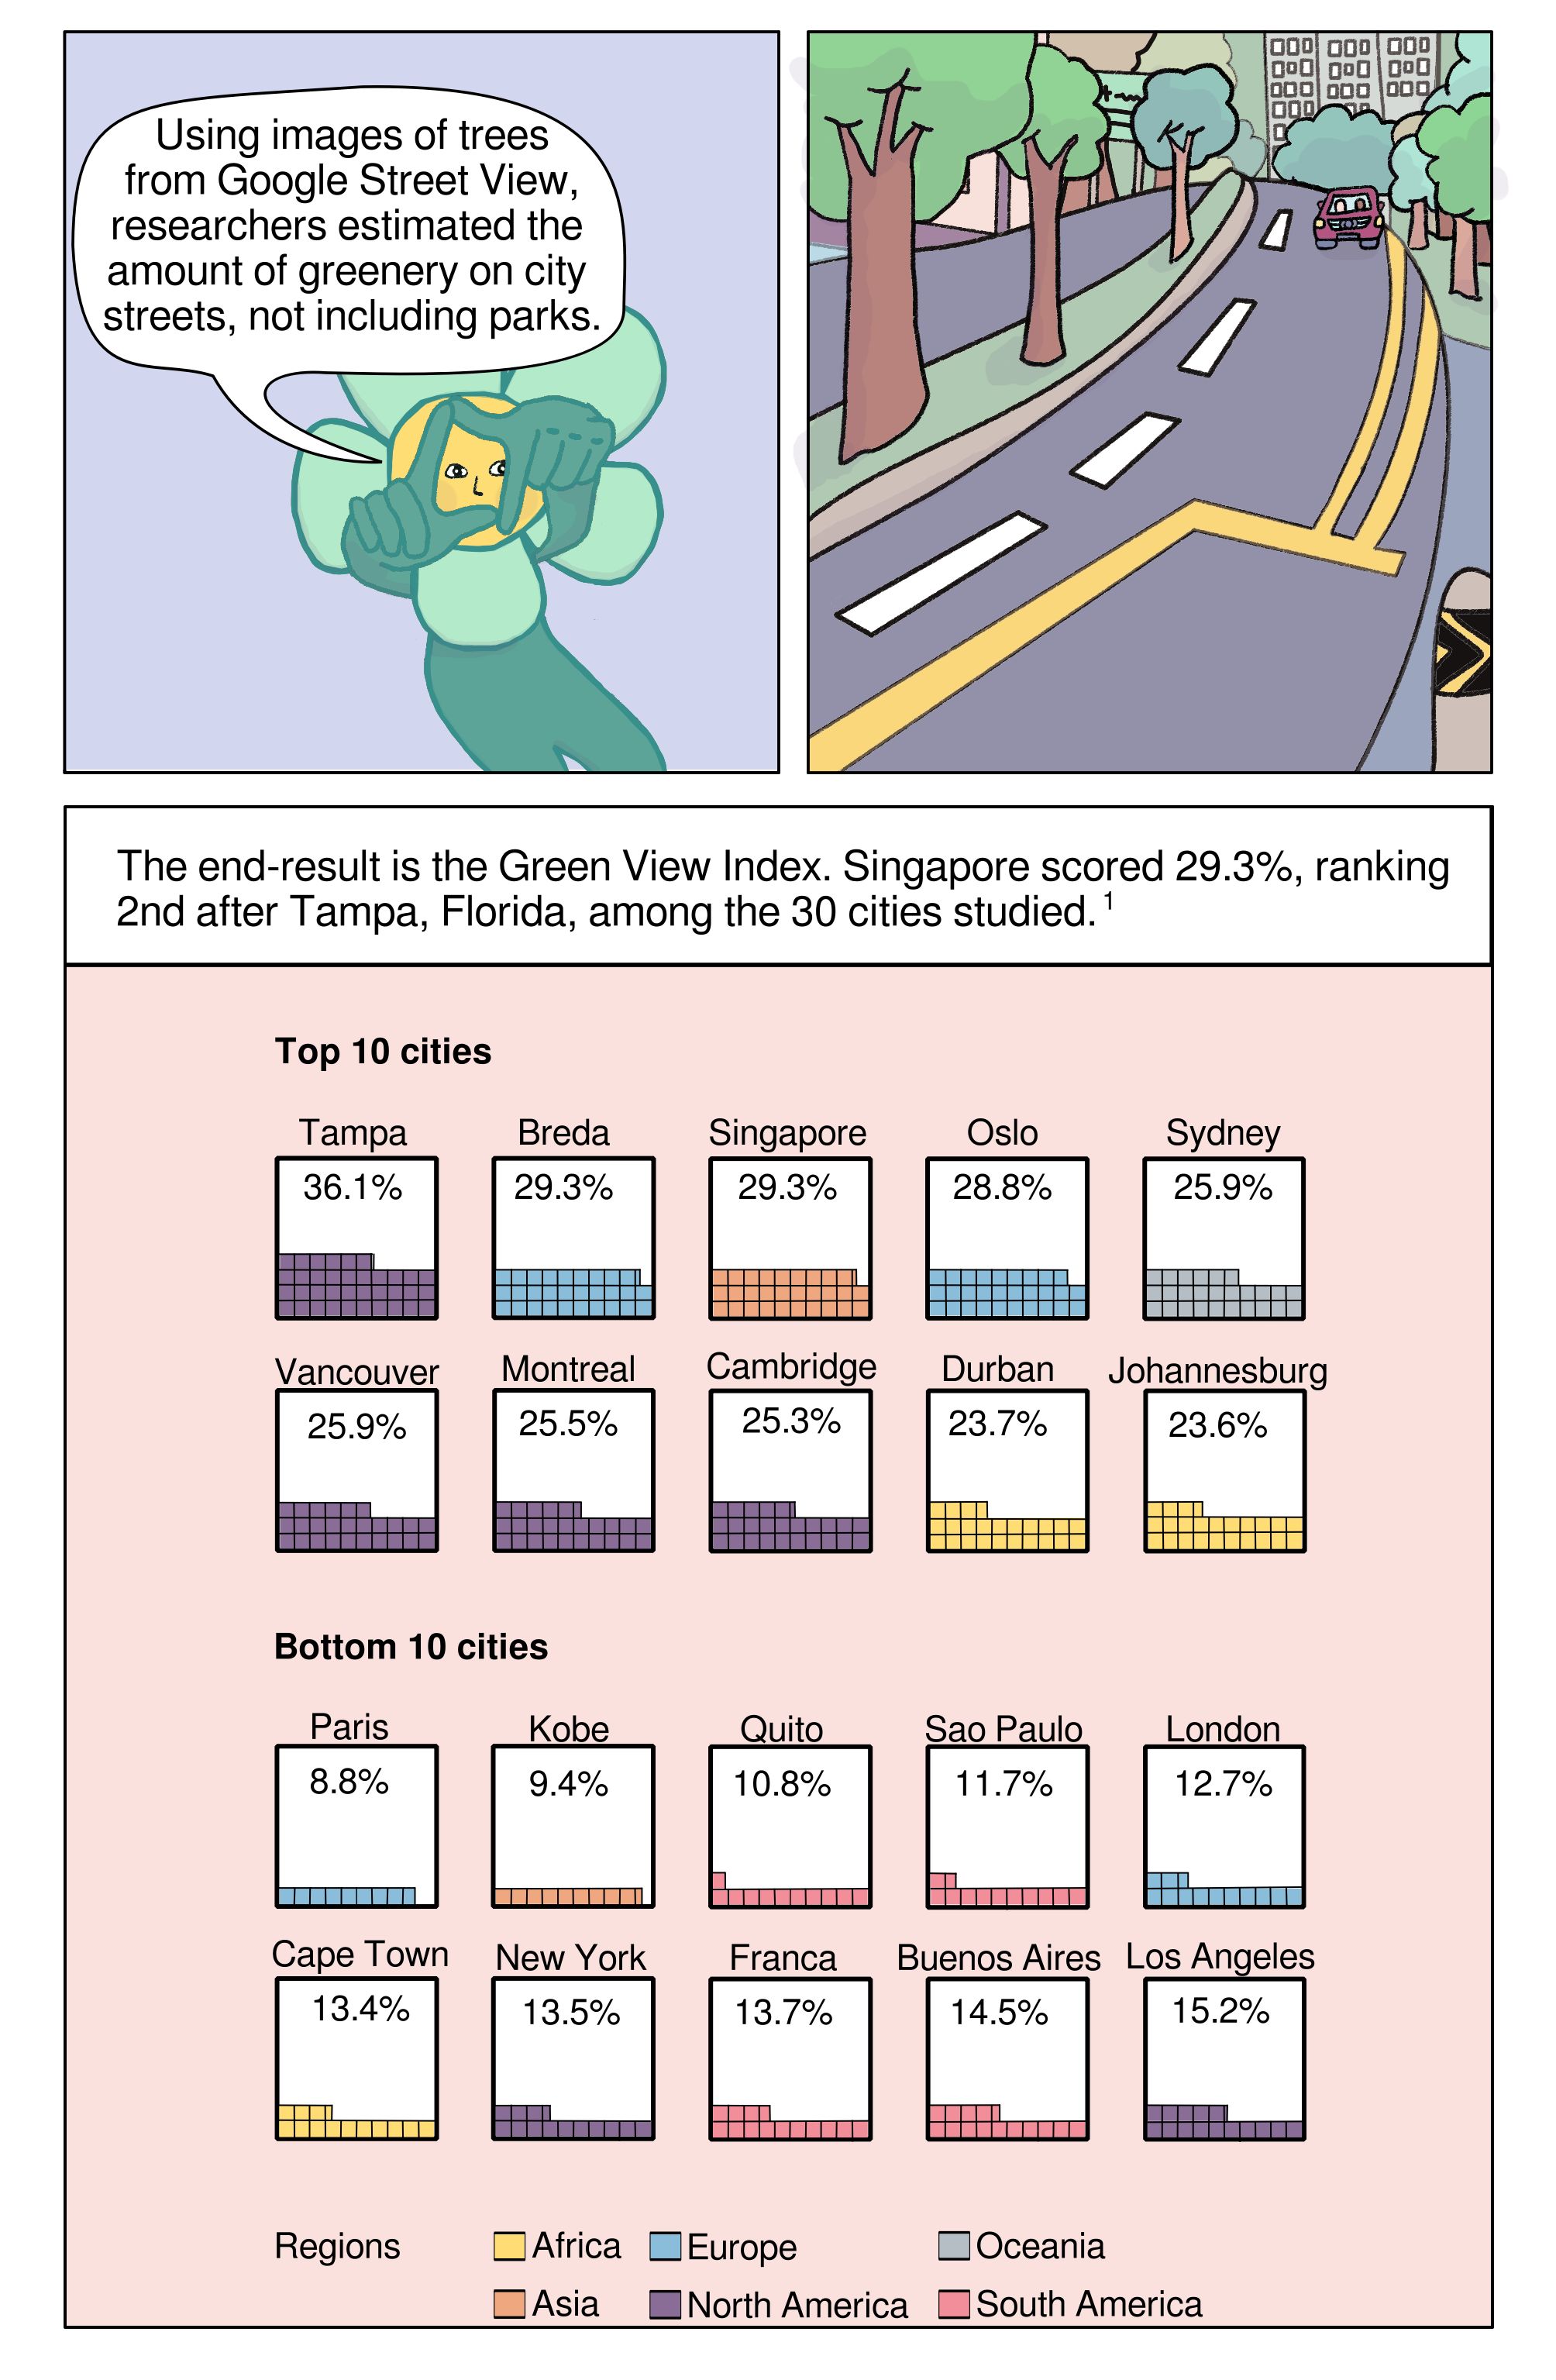 Using images of trees
from Google Street View,
researchers estimated the
amount of greenery on city
streets, not including parks.
The end-result is the Green View Index. Singapore scored 29.3%, ranking
2nd after Tampa, Florida, among the 30 cities studied.¹
Top 10 cities
Tampa Breda Singapore Oslo Sydney
36.1% 29.3% 29.3% 28.8% 25.9%
Vancouver Montreal Cambridge Durban Johannesburg
25.9% 25.5% 25.3% 23.7% 23.6%
Bottom 10 cities
Paris Kobe Quito Sao Paulo London
8.8% 9.4% 10.8% 11.7% 12.7%
Cape Town New York Franca Buenos Aires Los Angeles
13.4% 13.5% 13.7% 14.5% 15.2%
Regions Africa Europe Oceania
Asia North America South America